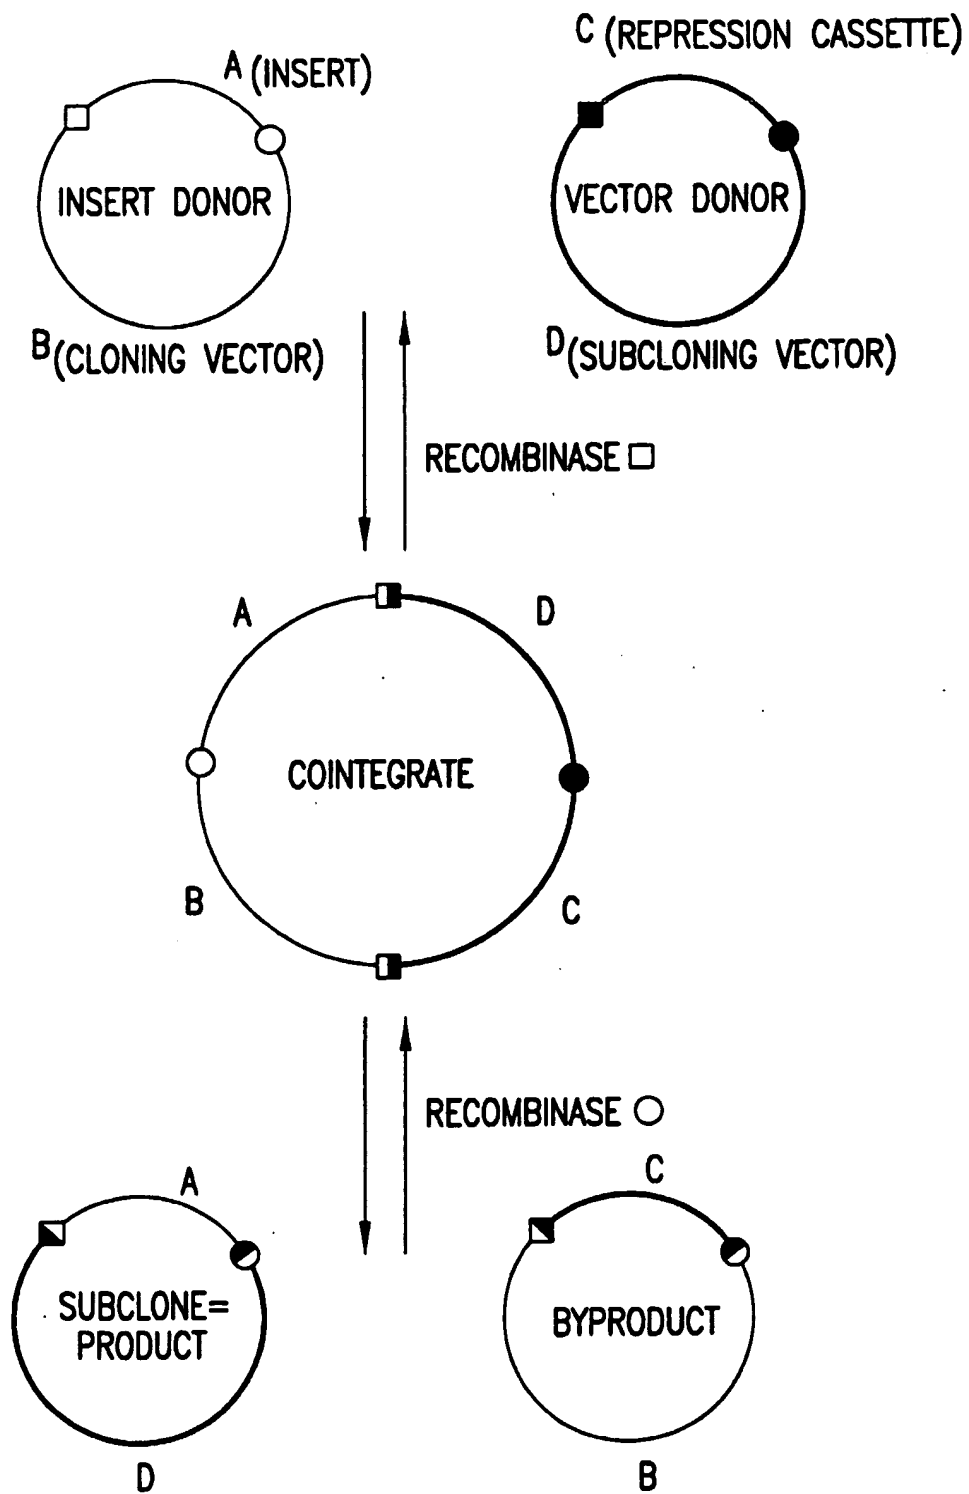 A (INSERT)
C (REPRESSION CASSETTE)
INSERT DONOR
VECTOR DONOR
B (CLONING VECTOR)
D (SUBCLONING VECTOR)
RECOMBINASE
A
D
COINTEGRATE
B
C
RECOMBINASE
A
C
SUBCLONE=
PRODUCT
BYPRODUCT
D
B